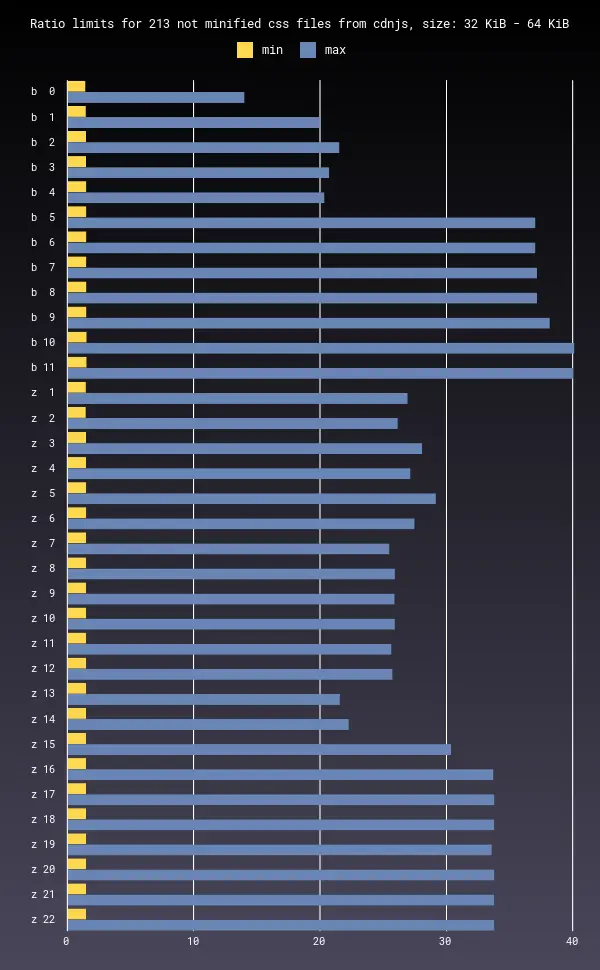 Ratio limits for 213 not minified css files from cdnjs, size: 32 KiB - 64 KiB
min max
b 0
b 1
b 2
b 3
b 4
b 5
b 6
b 7
b 8
b 9
b 10
b 11
z 1
z 2
z 3
z 4
z 5
z 6
z 7
z 8
z 9
z 10
z 11
z 12
z 13
z 14
z 15
z 16
z 17
z 18
z 19
z 20
z 21
z 22
0 10 20 30 40